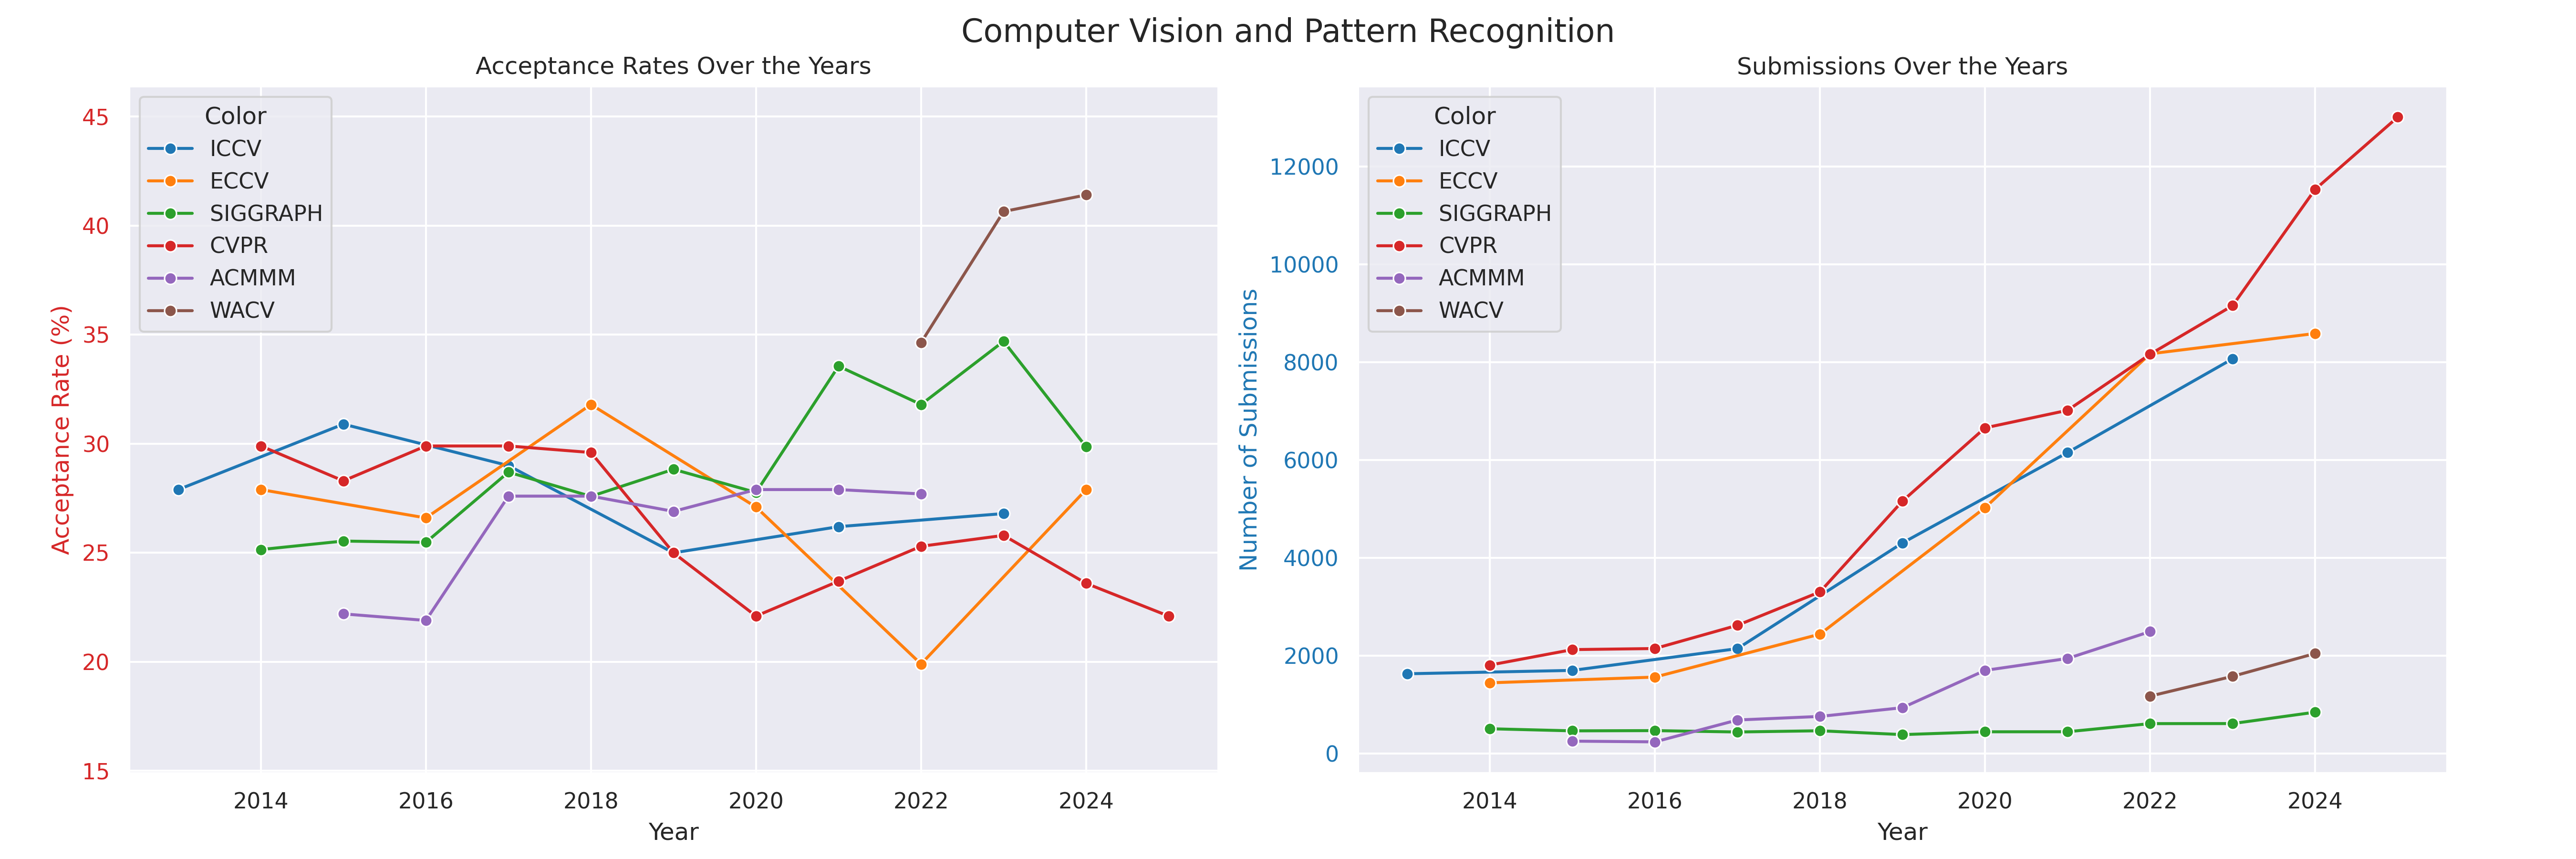 Computer Vision and Pattern Recognition
Acceptance Rates Over the Years
Color
ICCV
ECCV
SIGGRAPH
CVPR
ACMMM
WACV
45
40
35
30
25
20
15
Acceptance Rate (%)
2014 2016 2018 2020 2022 2024
Year
Submissions Over the Years
Color
ICCV
ECCV
SIGGRAPH
CVPR
ACMMM
WACV
12000
10000
8000
6000
4000
2000
0
Number of Submissions
2014 2016 2018 2020 2022 2024
Year